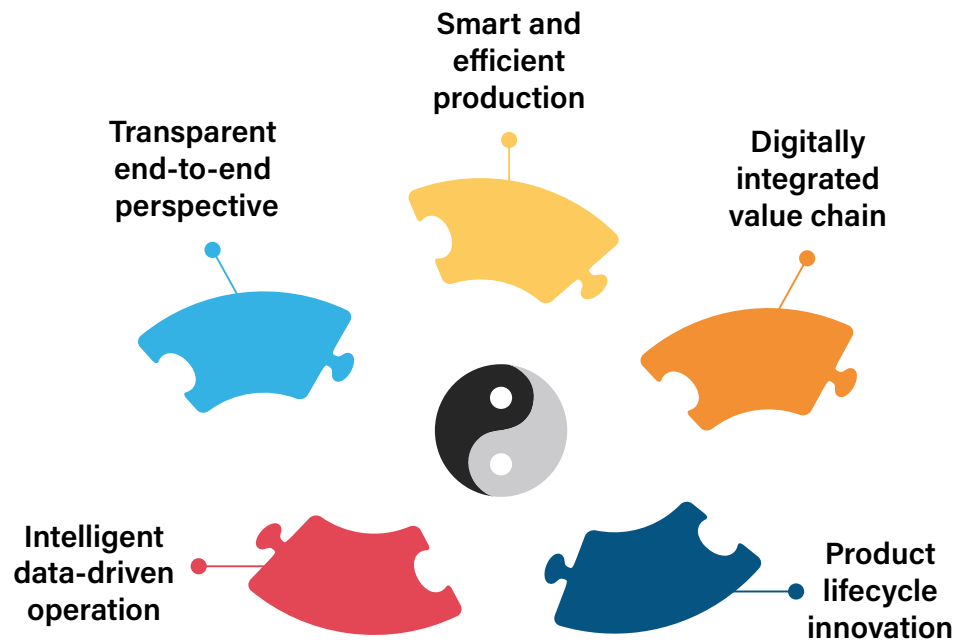 Smart and
efficient
production
Transparent
end-to-end
perspective
Digitally
integrated
value chain
Intelligent
data-driven
operation
Product
lifecycle
innovation